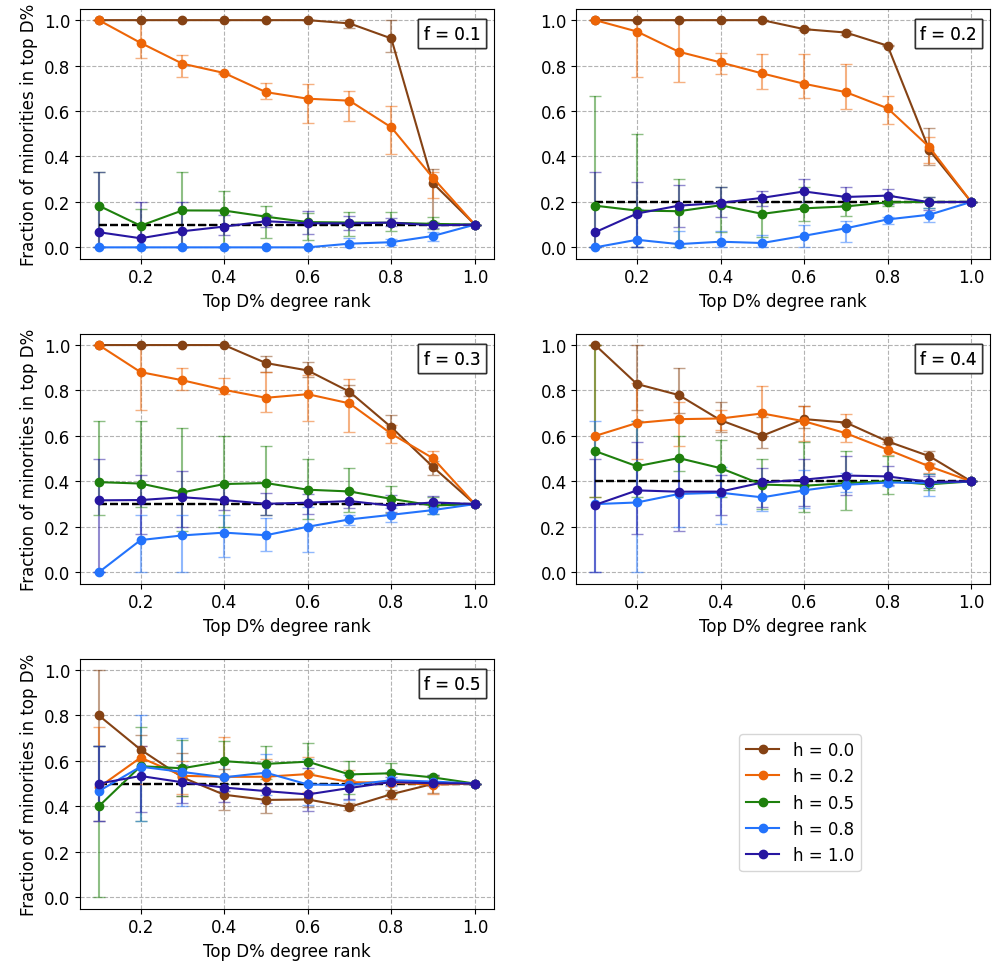 Fraction of minorities in top D%
1.0
0.8
0.6
0.4
0.2
0.0
f = 0.1
0.2 0.4 0.6 0.8 1.0
Top D% degree rank
1.0
0.8
0.6
0.4
0.2
0.0
f = 0.2
0.2 0.4 0.6 0.8 1.0
Top D% degree rank
Fraction of minorities in top D%
1.0
0.8
0.6
0.4
0.2
0.0
f = 0.3
0.2 0.4 0.6 0.8 1.0
Top D% degree rank
1.0
0.8
0.6
0.4
0.2
0.0
f = 0.4
0.2 0.4 0.6 0.8 1.0
Top D% degree rank
Fraction of minorities in top D%
1.0
0.8
0.6
0.4
0.2
0.0
f = 0.5
0.2 0.4 0.6 0.8 1.0
Top D% degree rank
h = 0.0
h = 0.2
h = 0.5
h = 0.8
h = 1.0